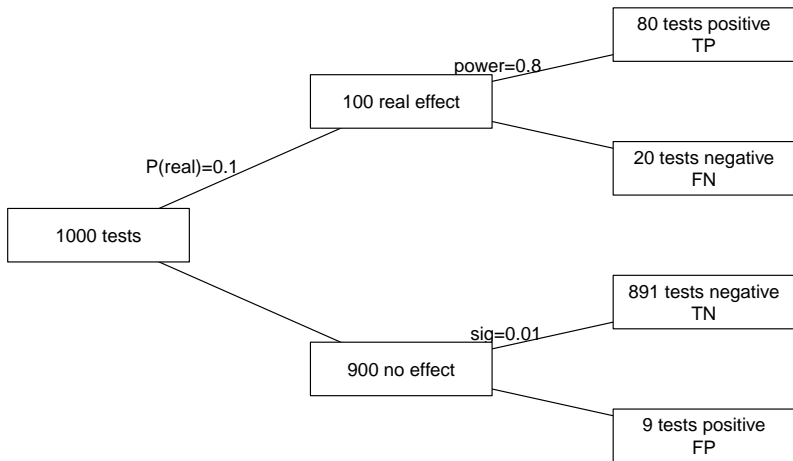 80 tests positive
TP
power=0.8
100 real effect
20 tests negative
FN
P(real)=0.1
1000 tests
891 tests negative
TN
sig=0.01
900 no effect
9 tests positive
FP